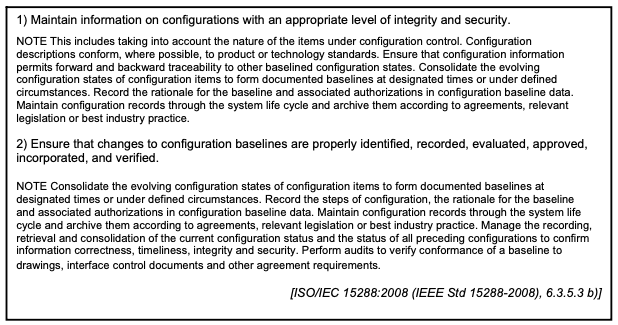 1) Maintain information on configurations with an appropriate level of integrity and security.
NOTE This includes taking into account the nature of the items under configuration control. Configuration
descriptions conform, where possible, to product or technology standards. Ensure that configuration information
permits forward and backward traceability to other baselined configuration states. Consolidate the evolving
configuration states of configuration items to form documented baselines at designated times or under defined
circumstances. Record the rationale for the baseline and associated authorizations in configuration baseline data.
Maintain configuration records through the system life cycle and archive them according to agreements, relevant
legislation or best industry practice.
2) Ensure that changes to configuration baselines are properly identified, recorded, evaluated, approved,
incorporated, and verified.
NOTE Consolidate the evolving configuration states of configuration items to form documented baselines at
designated times or under defined circumstances. Record the steps of configuration, the rationale for the baseline
and associated authorizations in configuration baseline data. Maintain configuration records through the system life
cycle and archive them according to agreements, relevant legislation or best industry practice. Manage the recording,
retrieval and consolidation of the current configuration status and the status of all preceding configurations to confirm
information correctness, timeliness, integrity and security. Perform audits to verify conformance of a baseline to
drawings, interface control documents and other agreement requirements.
[ISO/IEC 15288:2008 (IEEE Std 15288-2008), 6.3.5.3 b)]